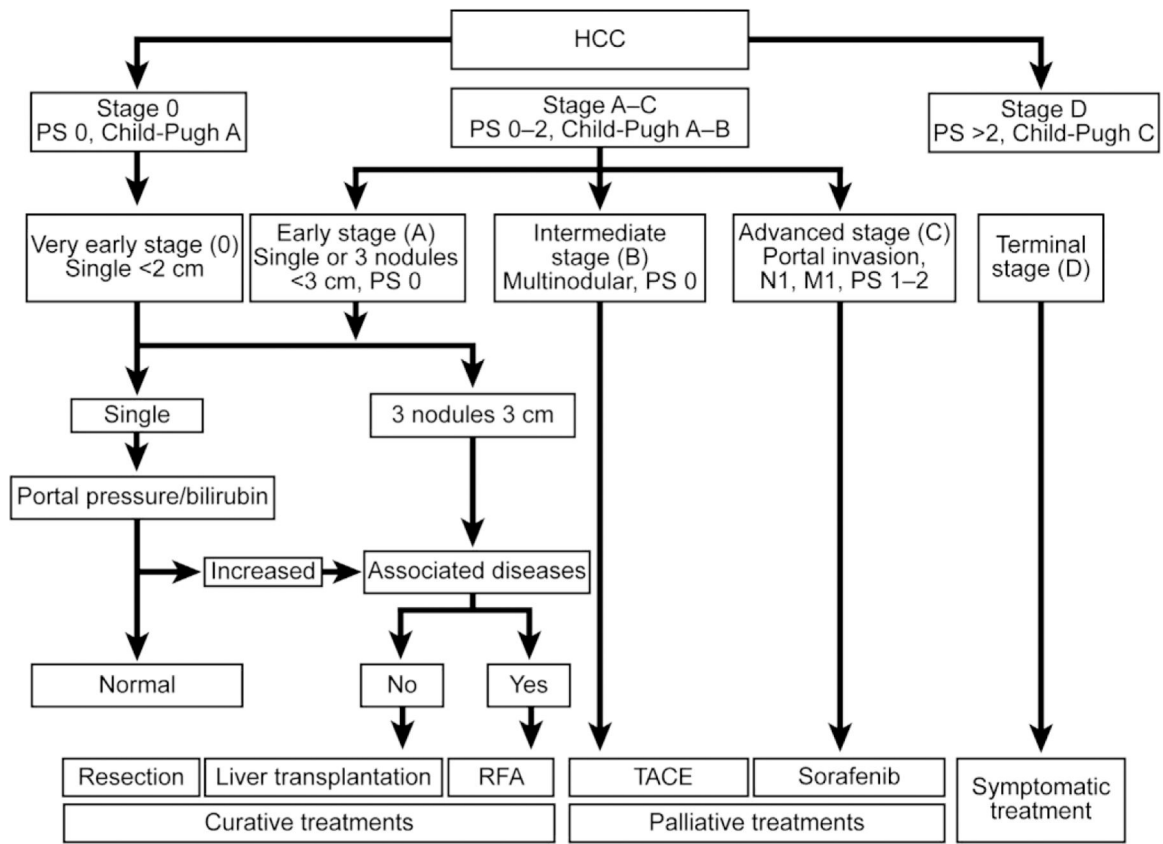 HCC
Stage 0
PS 0, Child-Pugh A
Stage A–C
PS 0–2, Child-Pugh A–B
Stage D
PS >2, Child-Pugh C
Very early stage (0)
Single <2 cm
Early stage (A)
Single or 3 nodules
<3 cm, PS 0
Intermediate
stage (B)
Multinodular, PS 0
Advanced stage (C)
Portal invasion,
N1, M1, PS 1–2
Terminal
stage (D)
Single
3 nodules 3 cm
Portal pressure/bilirubin
Increased
Associated diseases
Normal
No
Yes
Resection
Liver transplantation
RFA
TACE
Sorafenib
Symptomatic
treatment
Curative treatments
Palliative treatments